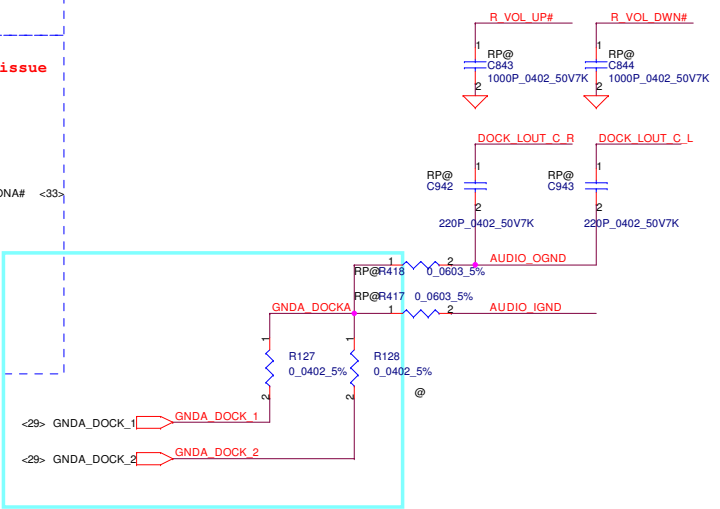 R_VOL_UP#
R_VOL_DWN#
issue
1
RP@
C843
1000P_0402_50V7K
2
1
RP@
C844
1000P_0402_50V7K
2
DOCK_LOUT_C_R
DOCK_LOUT_C_L
1
RP@
C942
2
220P_0402_50V7K
1
RP@
C943
2
220P_0402_50V7K
<33>
1
2
AUDIO_OGND
RP@R418
0_0603_5%
RP@R417
0_0603_5%
GNDA_DOCKA
1
2
AUDIO_IGND
1
R127
0_0402_5%
2
1
R128
0_0402_5%
2
@
<29> GNDA_DOCK_1
GNDA_DOCK_1
<29> GNDA_DOCK_2
GNDA_DOCK_2